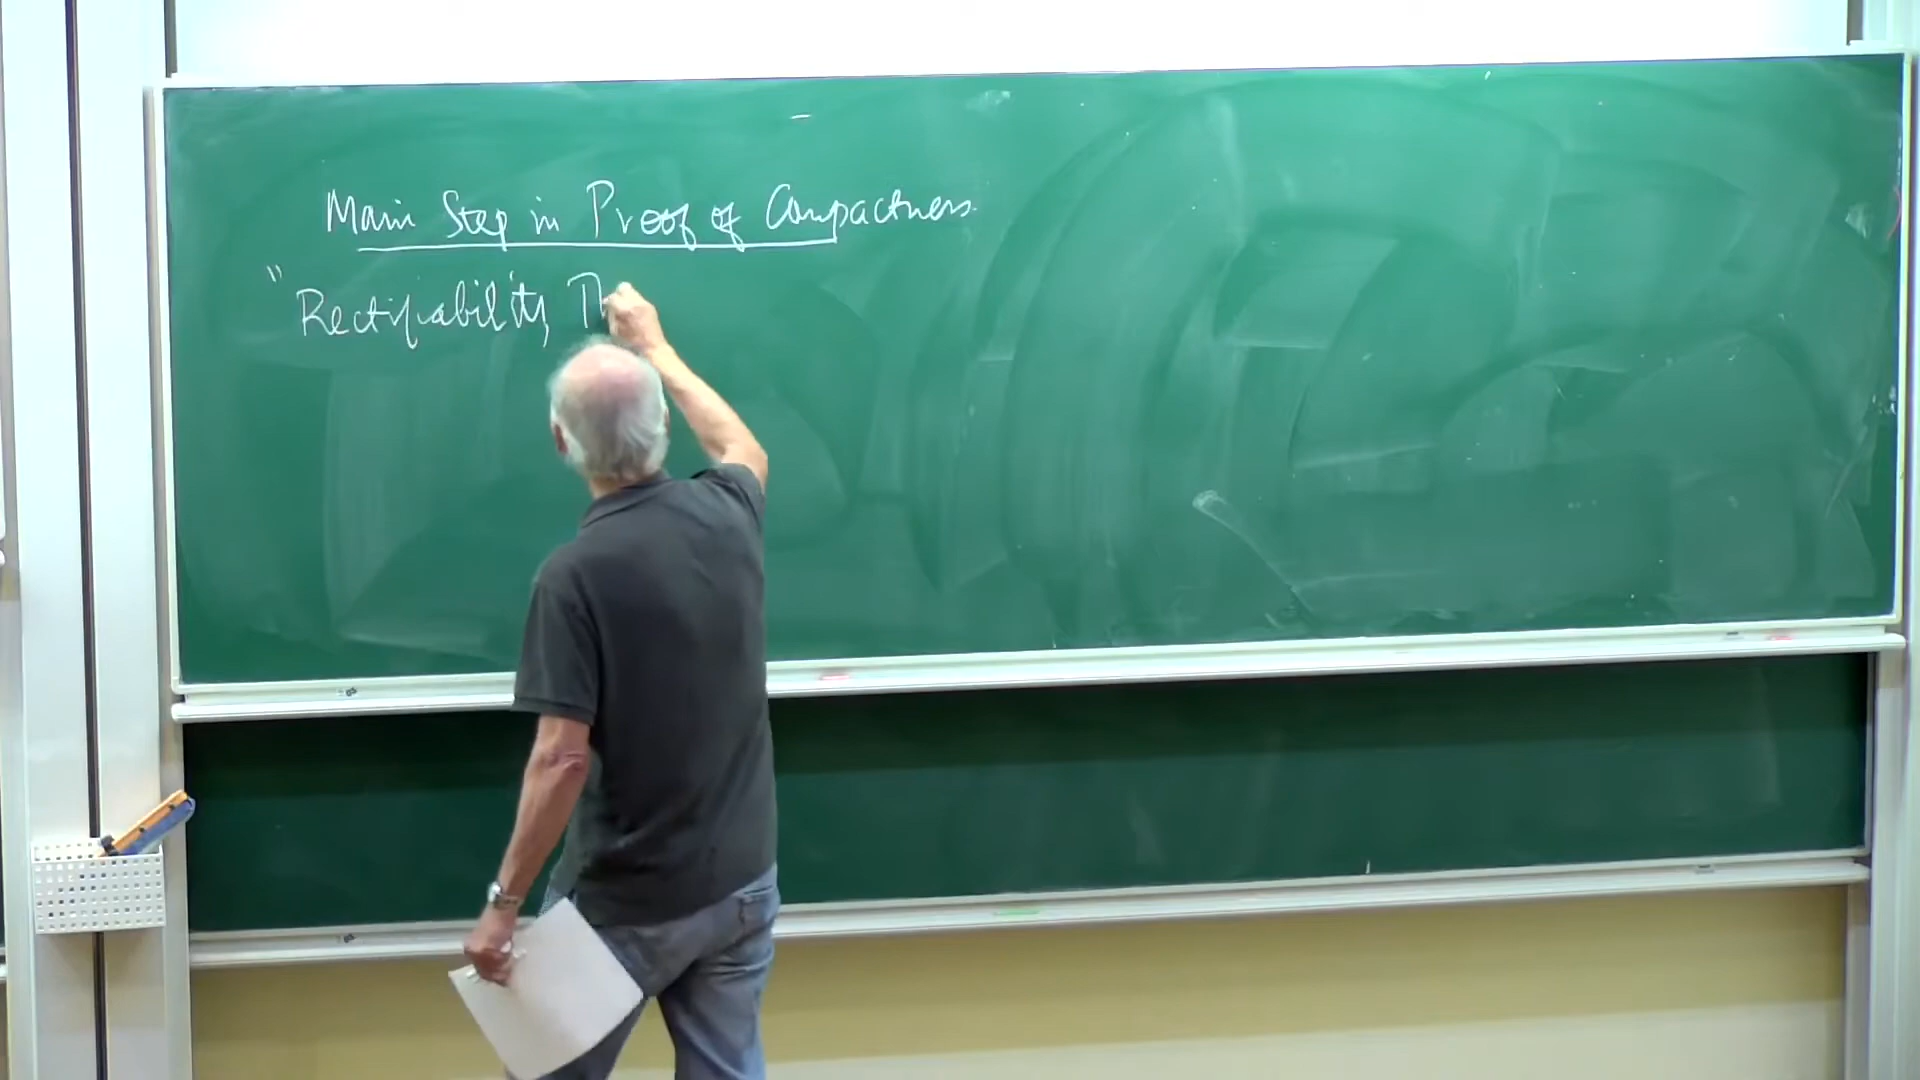 Main Step in Proof of Compactness.
"Rectifiability Th